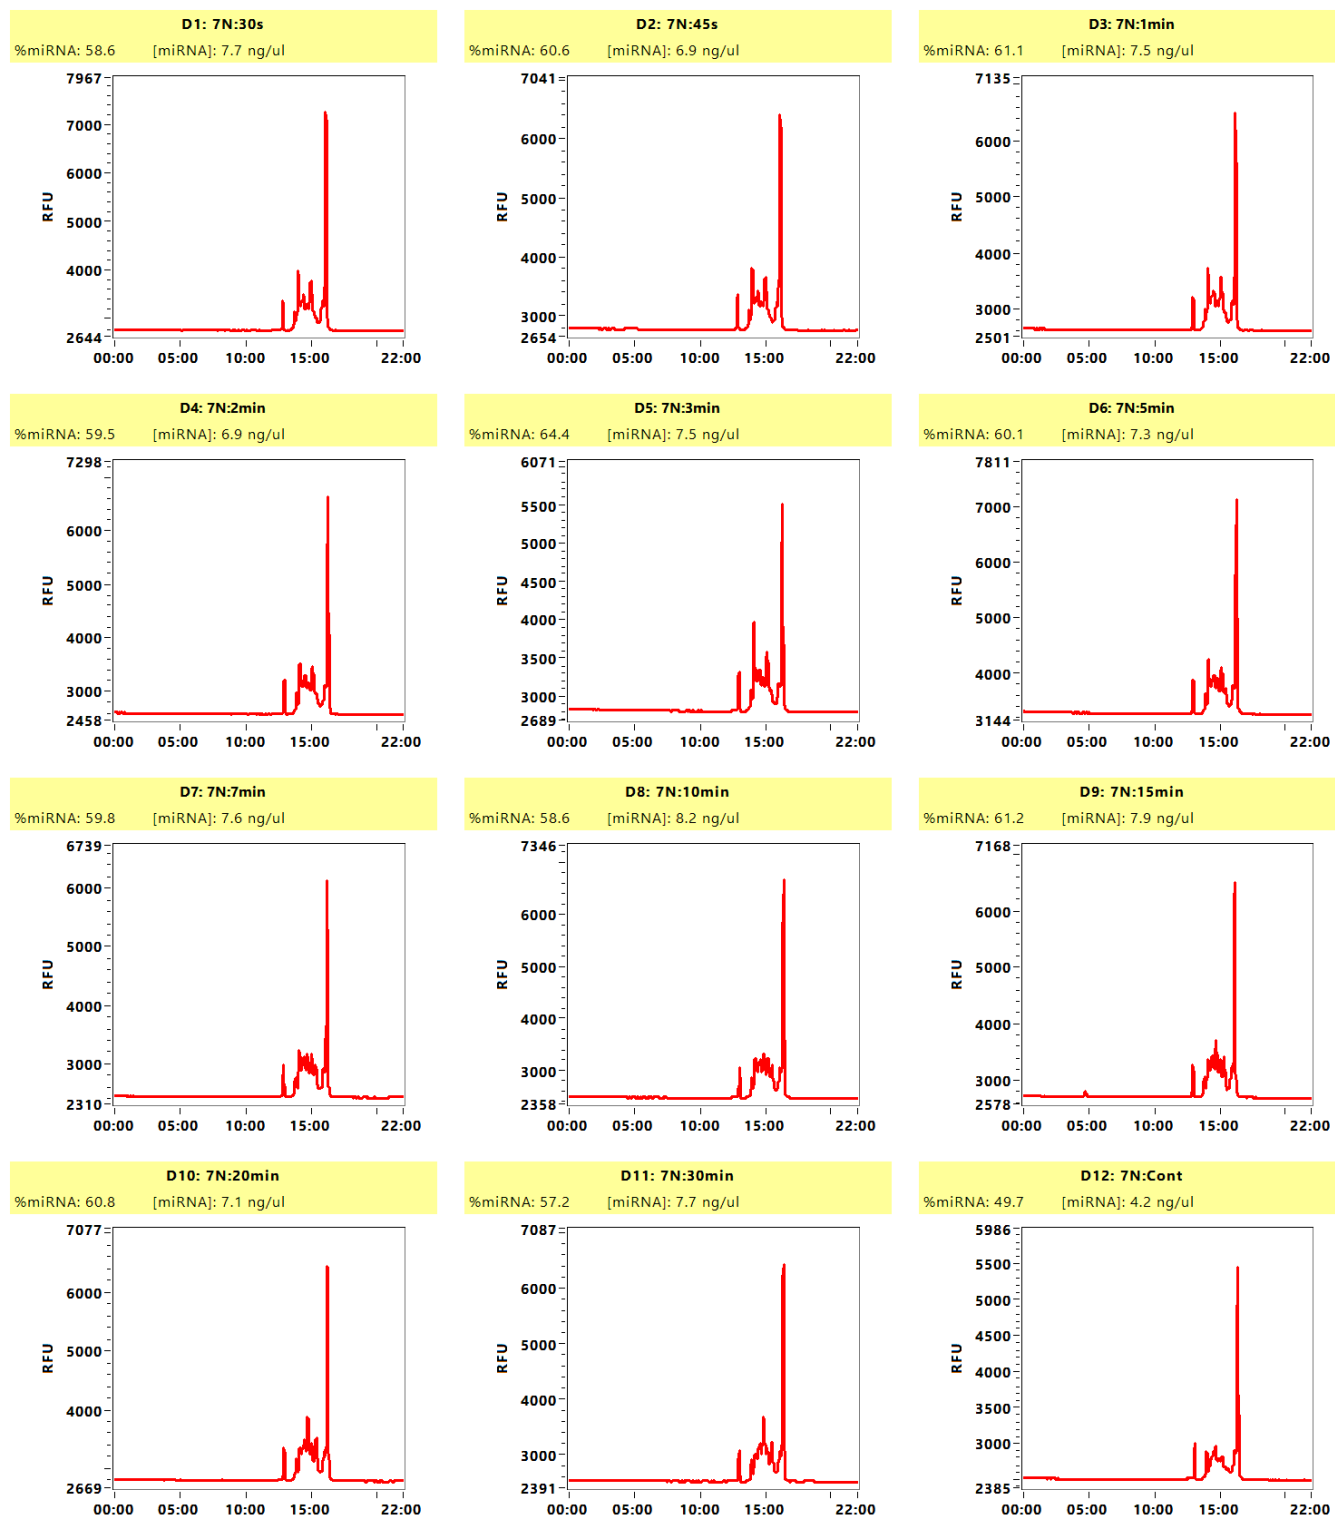 D1: 7N:30s
%miRNA: 58.6 [miRNA]: 7.7 ng/ul
7967
7000
6000
5000
4000
2644
RFU
00:00 05:00 10:00 15:00 22:00
D2: 7N:45s
%miRNA: 60.6 [miRNA]: 6.9 ng/ul
7041
6000
5000
4000
3000
2654
RFU
00:00 05:00 10:00 15:00 22:00
D3: 7N:1min
%miRNA: 61.1 [miRNA]: 7.5 ng/ul
7135
6000
5000
4000
3000
2501
RFU
00:00 05:00 10:00 15:00 22:00
D4: 7N:2min
%miRNA: 59.5 [miRNA]: 6.9 ng/ul
7298
6000
5000
4000
3000
2458
RFU
00:00 05:00 10:00 15:00 22:00
D5: 7N:3min
%miRNA: 64.4 [miRNA]: 7.5 ng/ul
6071
5500
5000
4500
4000
3500
3000
2689
RFU
00:00 05:00 10:00 15:00 22:00
D6: 7N:5min
%miRNA: 60.1 [miRNA]: 7.3 ng/ul
7811
7000
6000
5000
4000
3144
RFU
00:00 05:00 10:00 15:00 22:00
D7: 7N:7min
%miRNA: 59.8 [miRNA]: 7.6 ng/ul
6739
6000
5000
4000
3000
2310
RFU
00:00 05:00 10:00 15:00 22:00
D8: 7N:10min
%miRNA: 58.6 [miRNA]: 8.2 ng/ul
7346
6000
5000
4000
3000
2358
RFU
00:00 05:00 10:00 15:00 22:00
D9: 7N:15min
%miRNA: 61.2 [miRNA]: 7.9 ng/ul
7168
6000
5000
4000
3000
2578
RFU
00:00 05:00 10:00 15:00 22:00
D10: 7N:20min
%miRNA: 60.8 [miRNA]: 7.1 ng/ul
7077
6000
5000
4000
2669
RFU
00:00 05:00 10:00 15:00 22:00
D11: 7N:30min
%miRNA: 57.2 [miRNA]: 7.7 ng/ul
7087
6000
5000
4000
3000
2391
RFU
00:00 05:00 10:00 15:00 22:00
D12: 7N:Cont
%miRNA: 49.7 [miRNA]: 4.2 ng/ul
5986
5500
5000
4500
4000
3500
3000
2385
RFU
00:00 05:00 10:00 15:00 22:00